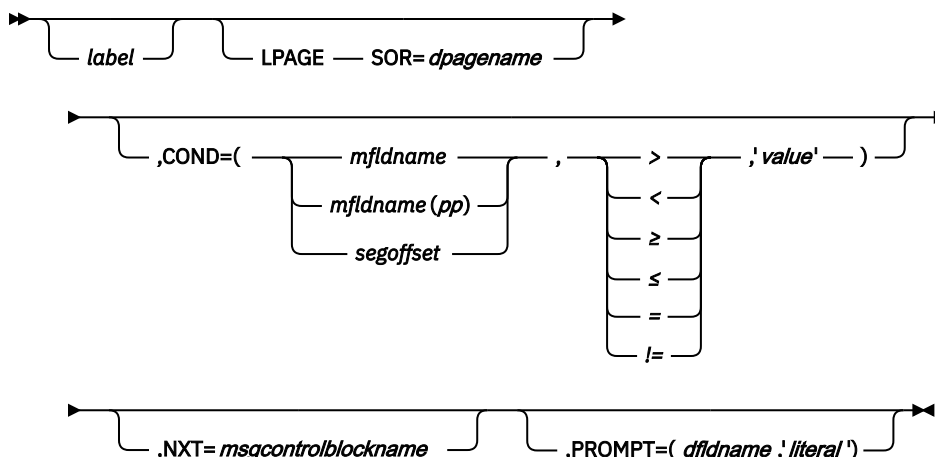 label LPAGE SOR= dpagename
,COND=( mfldname , > ,' value ' )
<
mfldname (pp)
≥
segoffset
≤
=
!=
,NXT= msgcontrolblockname ,PROMPT=( dfldname ,' literal ')